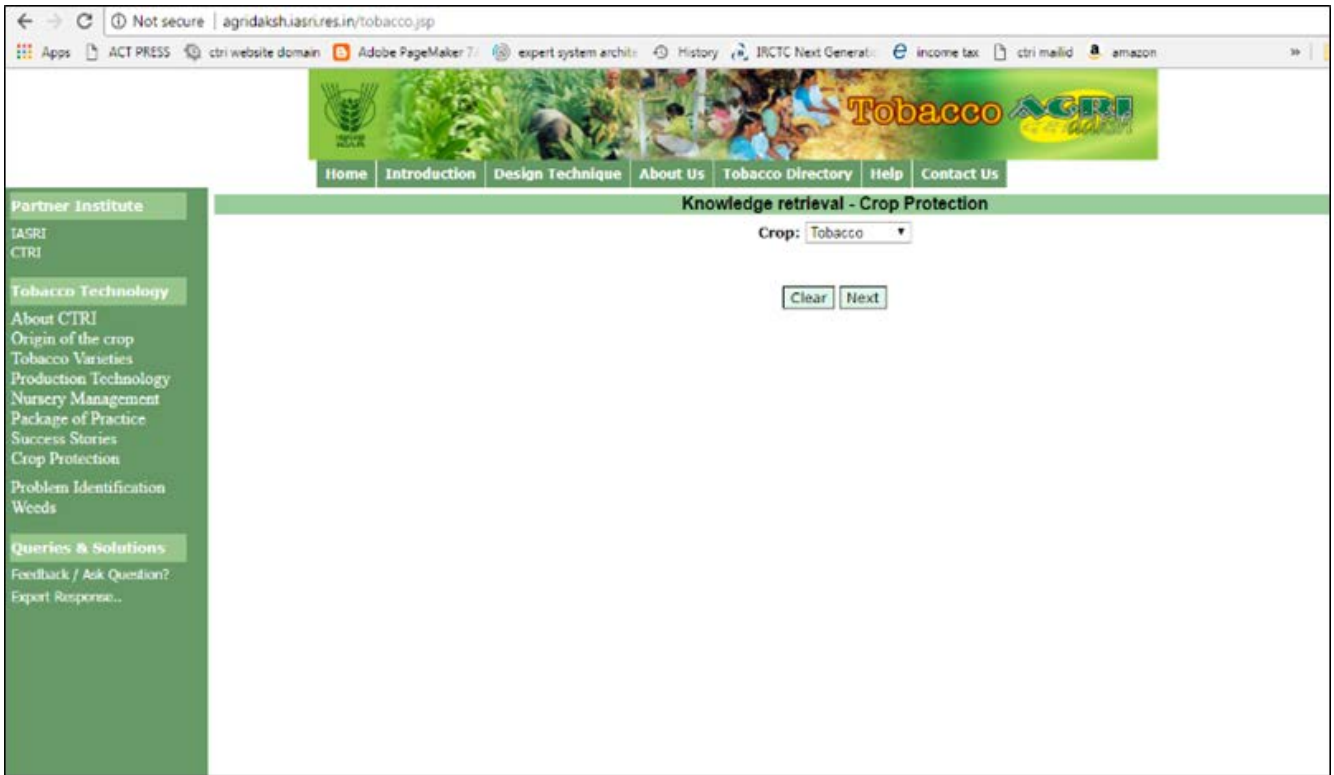 Not secure | agridaksh.iasri.res.in/tobacco.jsp
Apps ACT PRESS ctri website domain Adobe PageMaker 7 expert system archite History IRCTC Next Generati income tax ctri mailid amazon »
Tobacco AGRI daksh
Home Introduction Design Technique About Us Tobacco Directory Help Contact Us
Partner Institute
IASRI
CTRI
Tobacco Technology
About CTRI
Origin of the crop
Tobacco Varieties
Production Technology
Nursery Management
Package of Practice
Success Stories
Crop Protection
Problem Identification
Weeds
Queries & Solutions
Feedback / Ask Question?
Expert Response..
Knowledge retrieval - Crop Protection
Crop: Tobacco
Clear Next